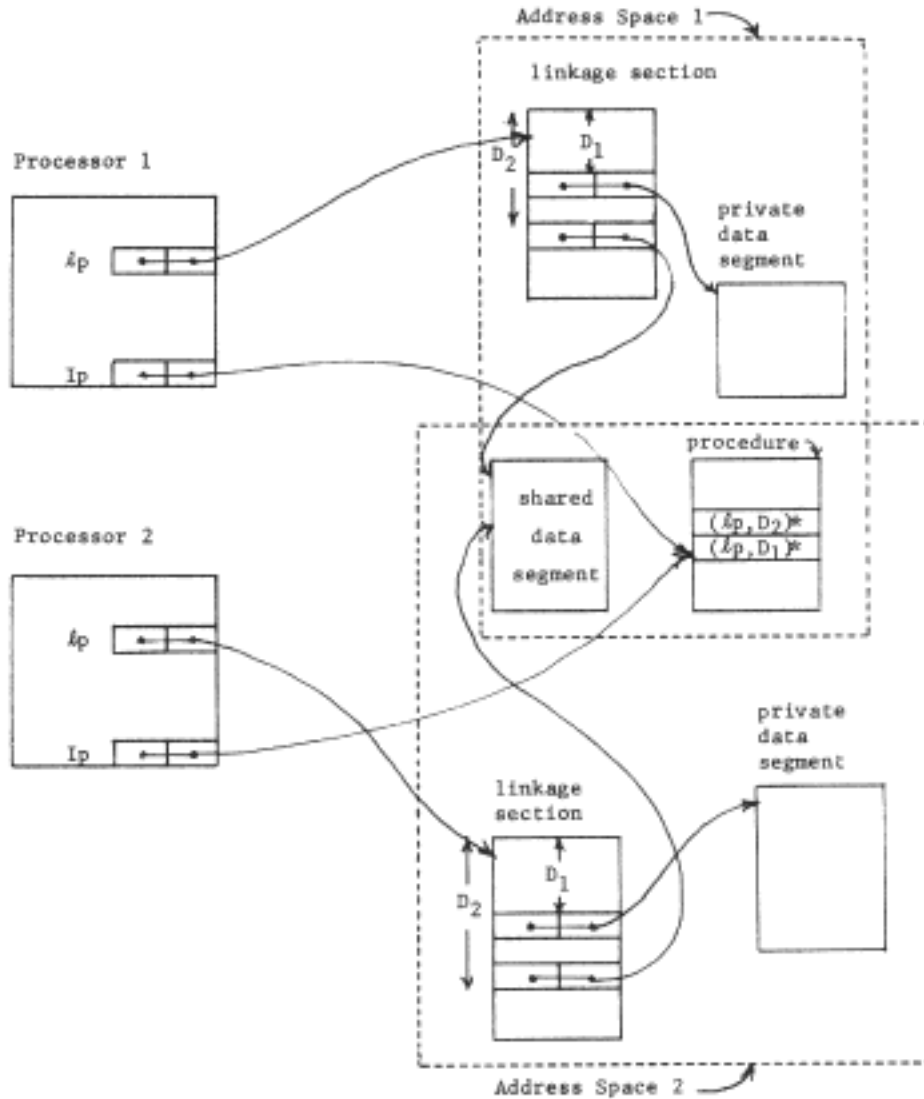 Address Space 1
linkage section
D₂
D₁
Processor 1
ℓp
Ip
private
data
segment
procedure
shared
data
segment
(ℓp,D₂)*
(ℓp,D₁)*
Processor 2
ℓp
Ip
private
data
segment
linkage
section
D₁
D₂
Address Space 2